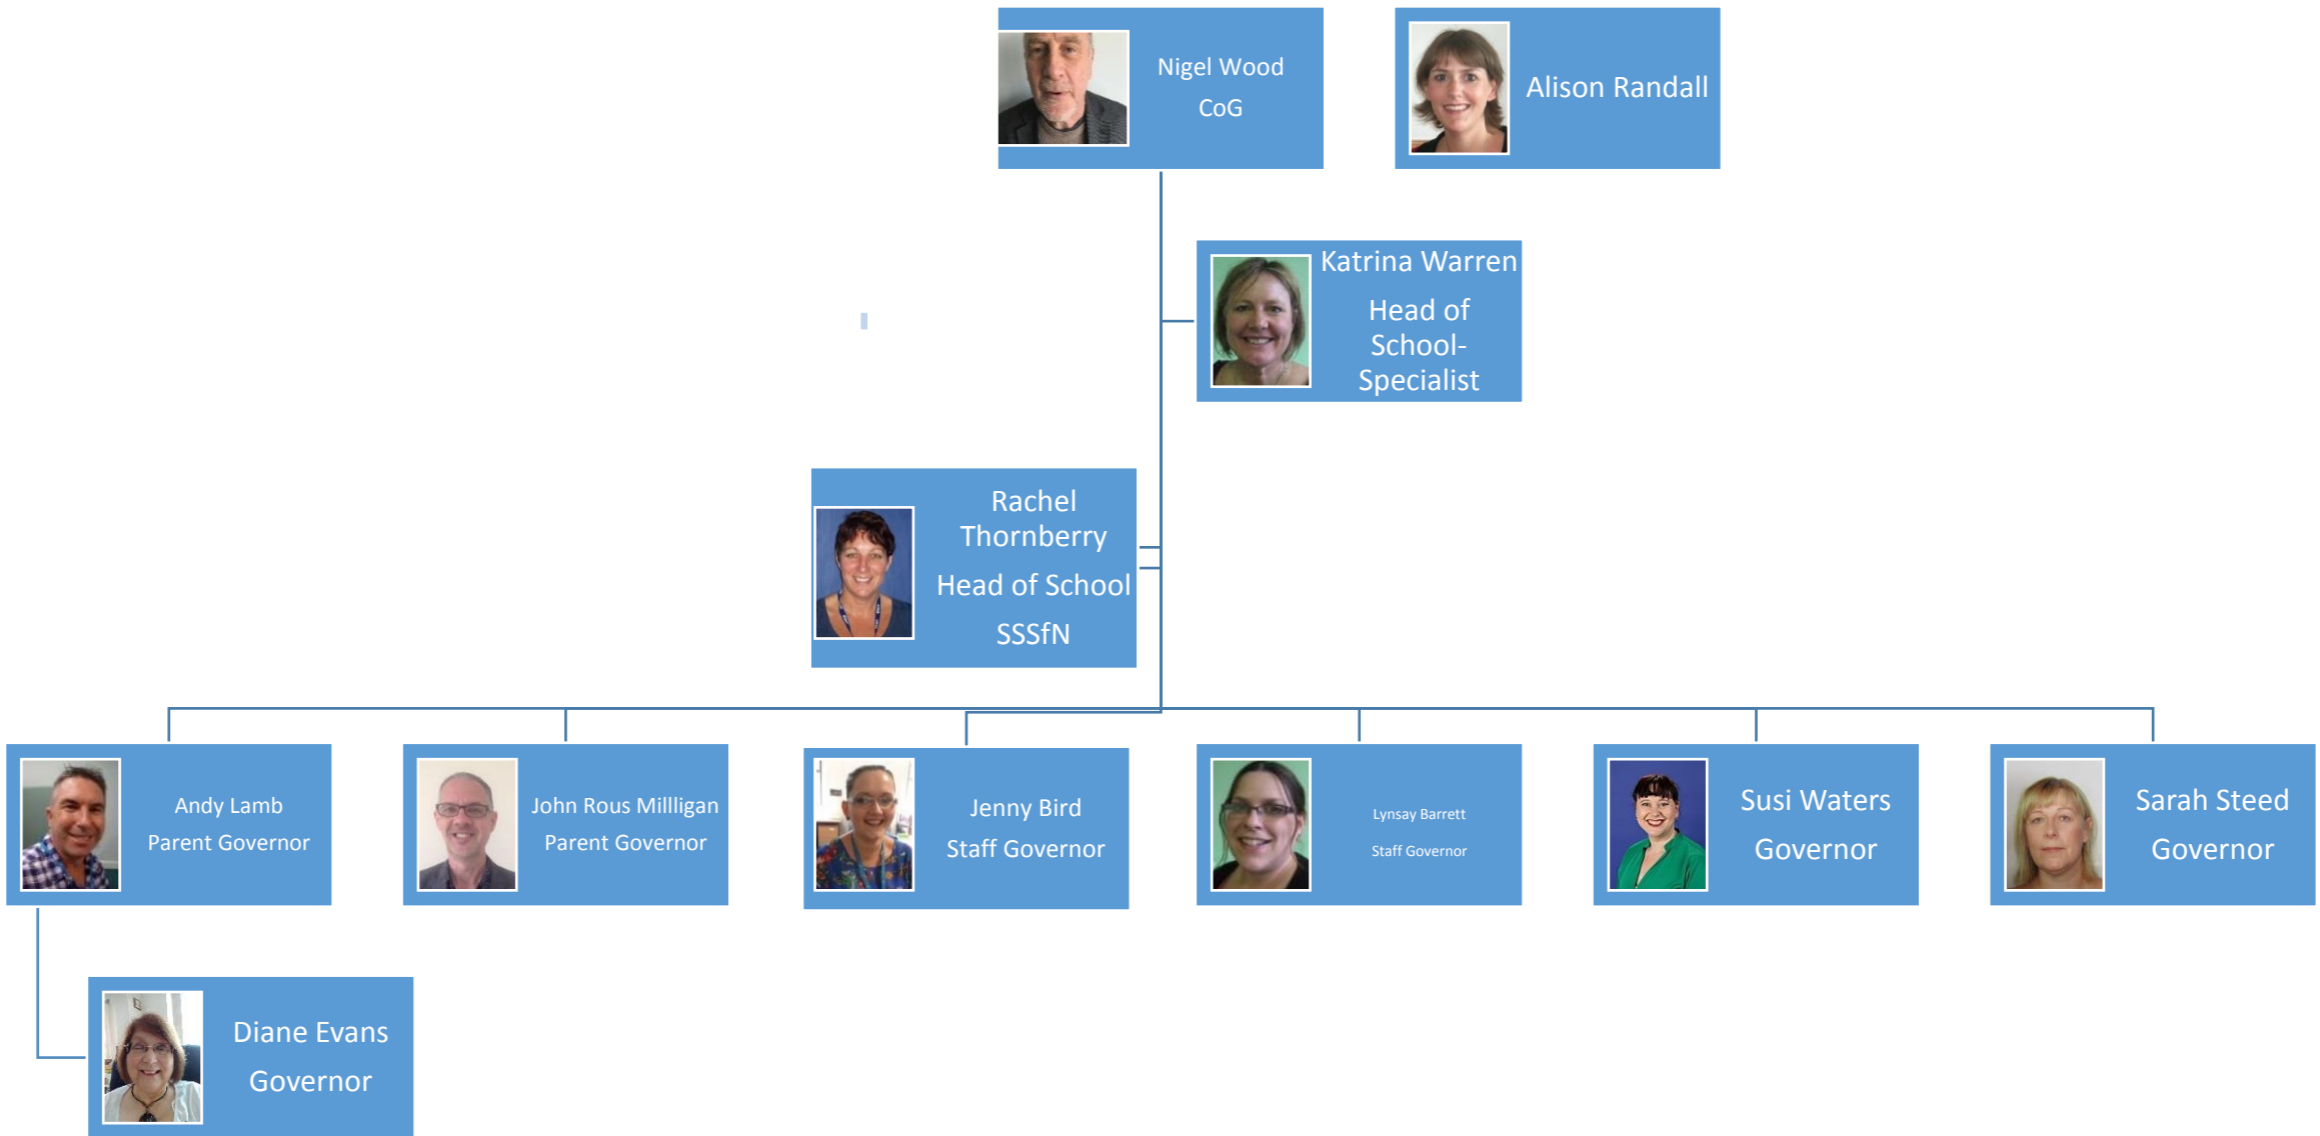 Nigel Wood
CoG
Alison Randall
Katrina Warren
Head of
School-
Specialist
Rachel
Thornberry
Head of School
SSSfN
Andy Lamb
Parent Governor
John Rous Millligan
Parent Governor
Jenny Bird
Staff Governor
Lynsay Barrett
Staff Governor
Susi Waters
Governor
Sarah Steed
Governor
Diane Evans
Governor